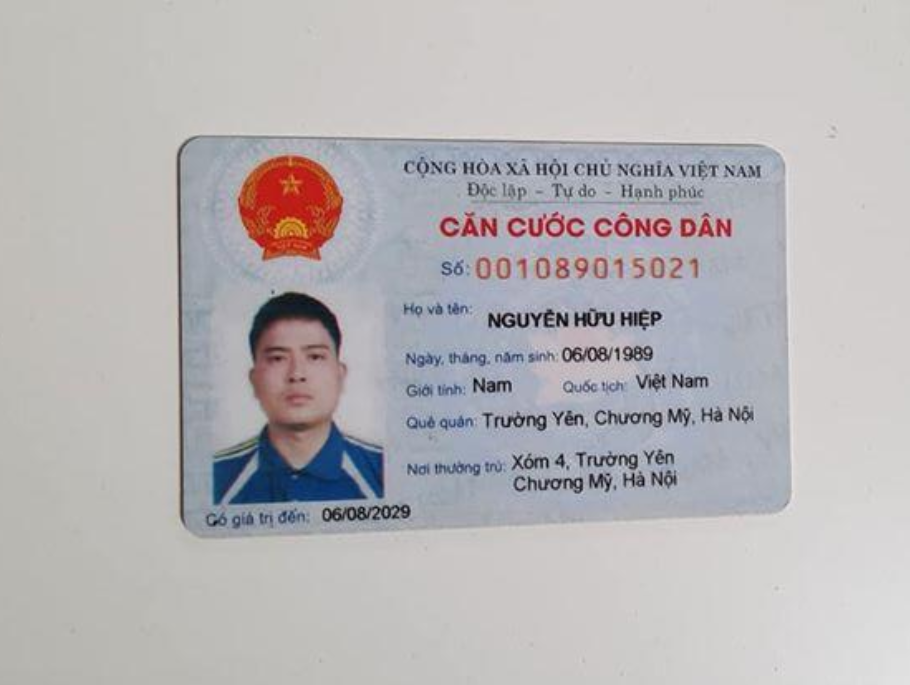 CỘNG HÒA XÃ HỘI CHỦ NGHĨA VIỆT NAM
Độc lập - Tự do - Hạnh phúc
CĂN CƯỚC CÔNG DÂN
Số: 001089015021
Họ và tên: NGUYỄN HỮU HIỆP
Ngày, tháng, năm sinh: 06/08/1989
Giới tính: Nam Quốc tịch: Việt Nam
Quê quán: Trường Yên, Chương Mỹ, Hà Nội
Nơi thường trú: Xóm 4, Trường Yên
Chương Mỹ, Hà Nội
Có giá trị đến: 06/08/2029